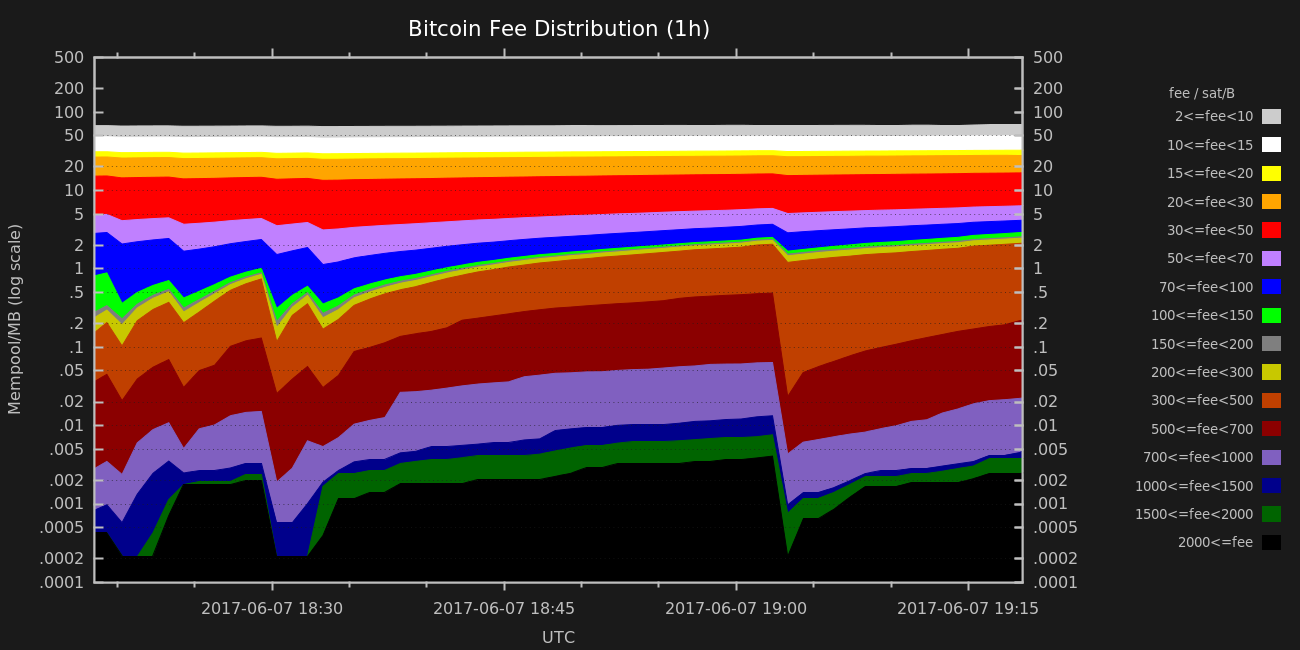 Bitcoin Fee Distribution (1h)
Mempool/MB (log scale)
500
200
100
50
20
10
5
2
1
.5
.2
.1
.05
.02
.01
.005
.002
.001
.0005
.0002
.0001
500
200
100
50
20
10
5
2
1
.5
.2
.1
.05
.02
.01
.005
.002
.001
.0005
.0002
.0001
fee / sat/B
2<=fee<10
10<=fee<15
15<=fee<20
20<=fee<30
30<=fee<50
50<=fee<70
70<=fee<100
100<=fee<150
150<=fee<200
200<=fee<300
300<=fee<500
500<=fee<700
700<=fee<1000
1000<=fee<1500
1500<=fee<2000
2000<=fee
2017-06-07 18:30 2017-06-07 18:45 2017-06-07 19:00 2017-06-07 19:15
UTC